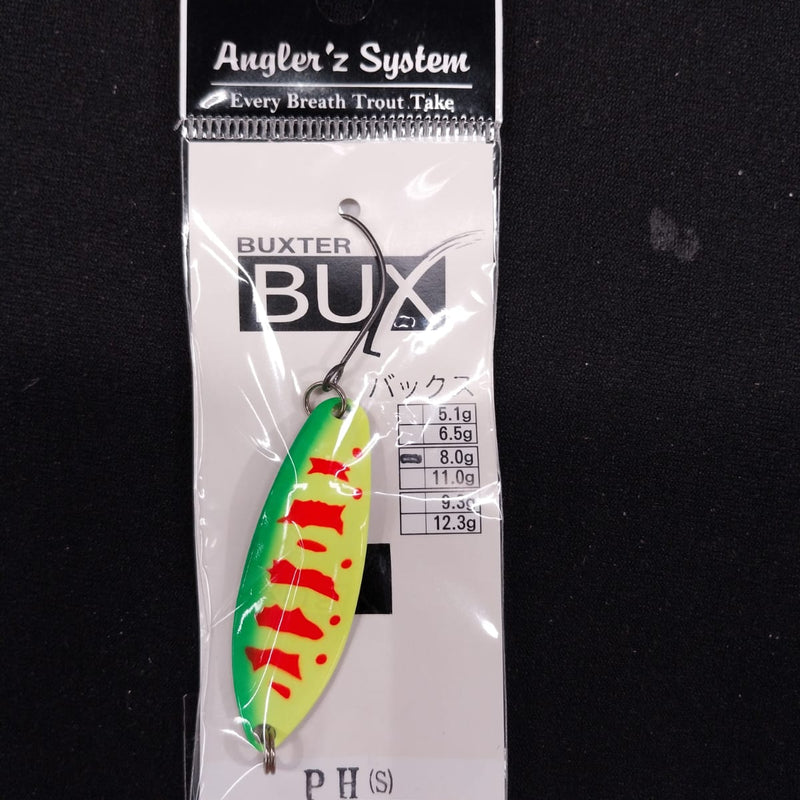 Angler'z System
Every Breath Trout Take
BUXTER
BUX
バックス
5.1g
6.5g
8.0g
11.0g
9.3g
12.3g
PH(S)